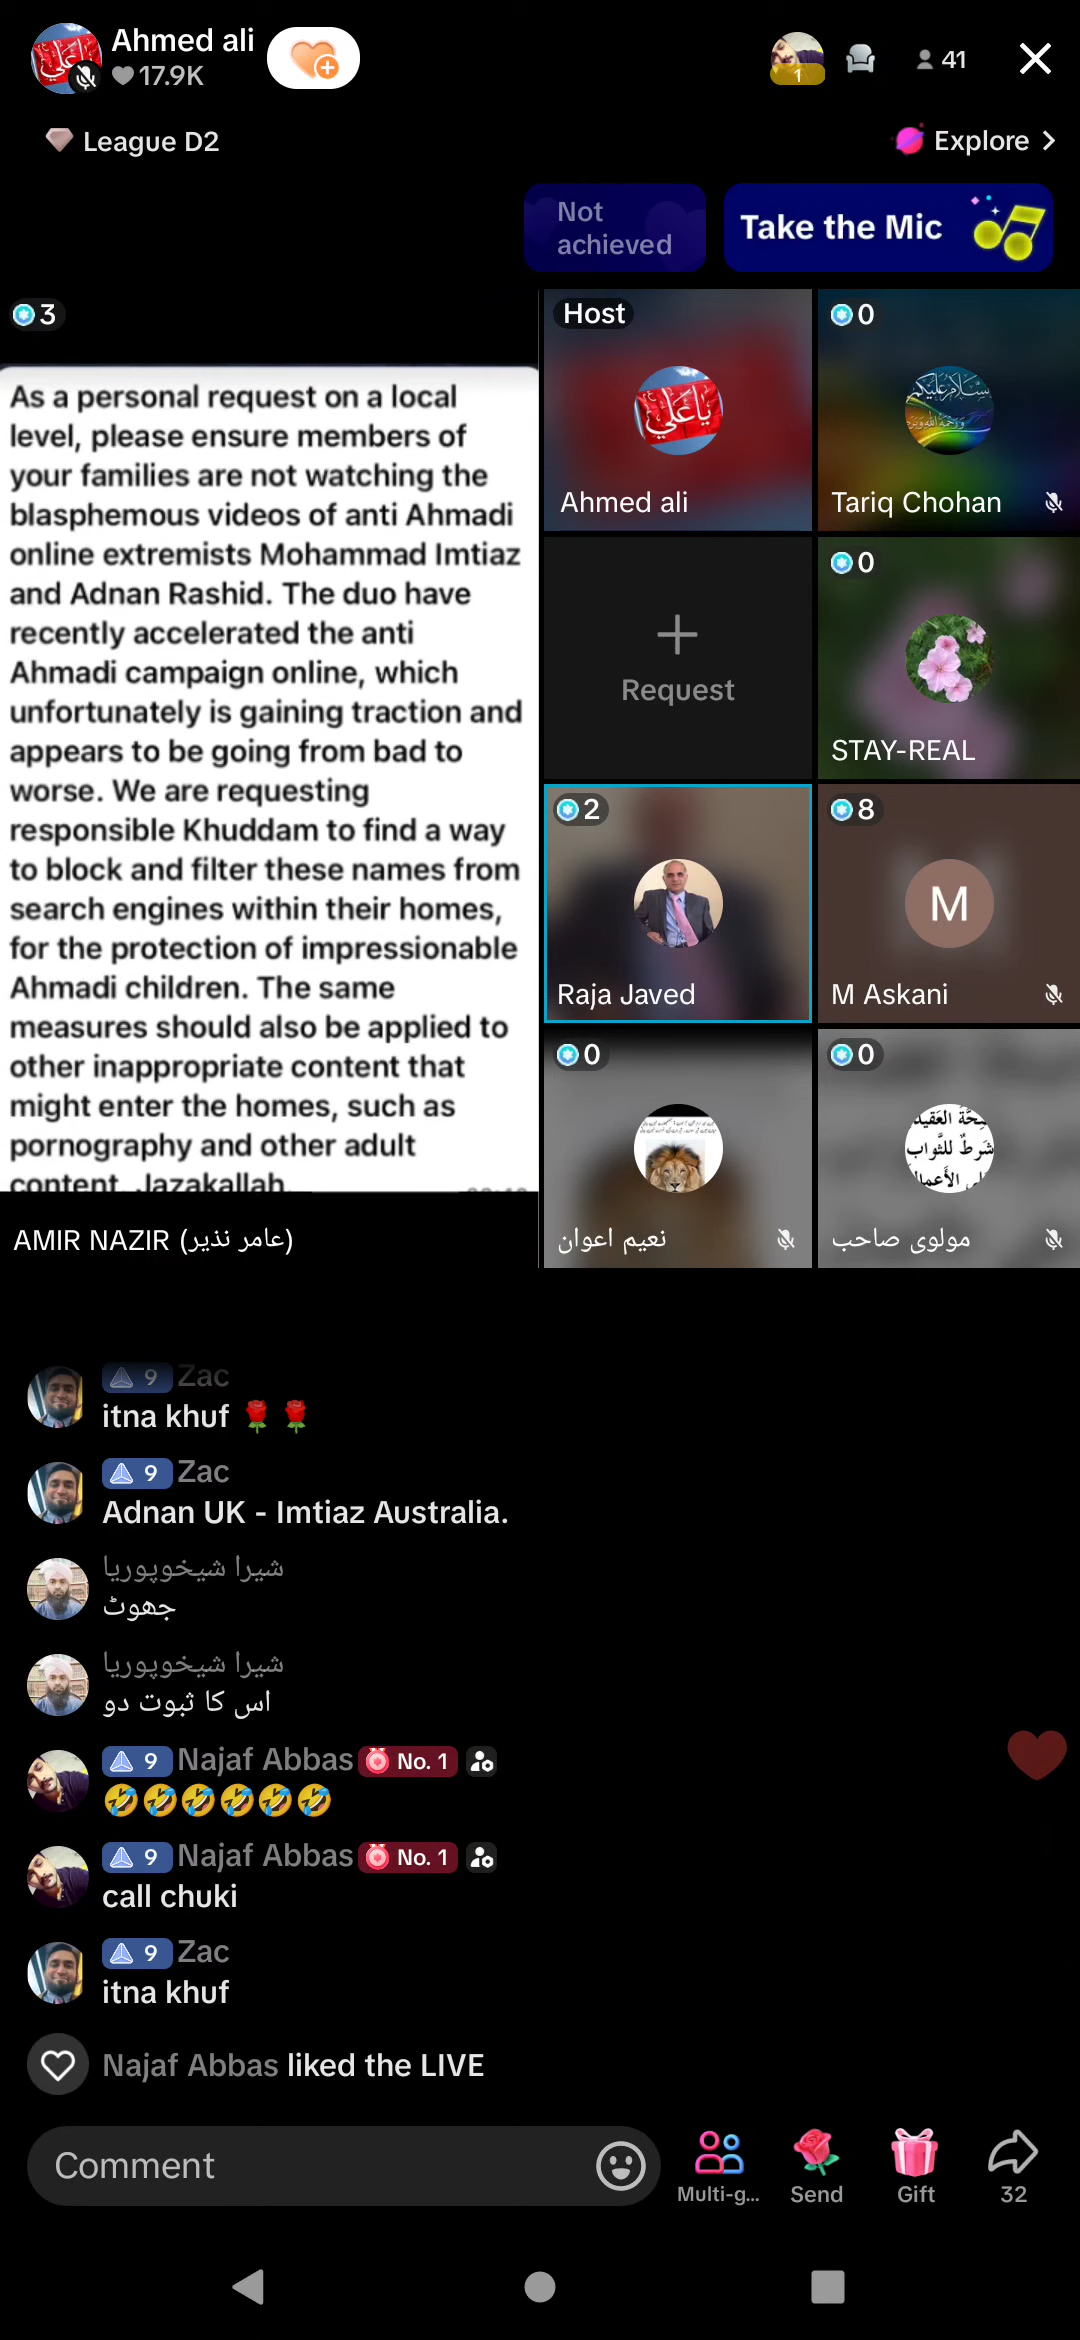 Ahmed ali
17.9K
1
41
League D2
Explore
Not
achieved
Take the Mic
3
As a personal request on a local
level, please ensure members of
your families are not watching the
blasphemous videos of anti Ahmadi
online extremists Mohammad Imtiaz
and Adnan Rashid. The duo have
recently accelerated the anti
Ahmadi campaign online, which
unfortunately is gaining traction and
appears to be going from bad to
worse. We are requesting
responsible Khuddam to find a way
to block and filter these names from
search engines within their homes,
for the protection of impressionable
Ahmadi children. The same
measures should also be applied to
other inappropriate content that
might enter the homes, such as
pornography and other adult
content. Jazakallah.
AMIR NAZIR (عامر نذیر)
Host
ياعلي
Ahmed ali
0
Tariq Chohan
Request
0
STAY-REAL
2
Raja Javed
8
M
M Askani
0
نعیم اعوان
0
شرط للثواب
مولوی صاحب
9 Zac
itna khuf 🌹 🌹
9 Zac
Adnan UK - Imtiaz Australia.
شیرا شیخوپوریا
جھوٹ
شیرا شیخوپوریا
اس کا ثبوت دو
9 Najaf Abbas No. 1
🤣🤣🤣🤣🤣🤣
9 Najaf Abbas No. 1
call chuki
9 Zac
itna khuf
Najaf Abbas liked the LIVE
Comment
Multi-g...
Send
Gift
32